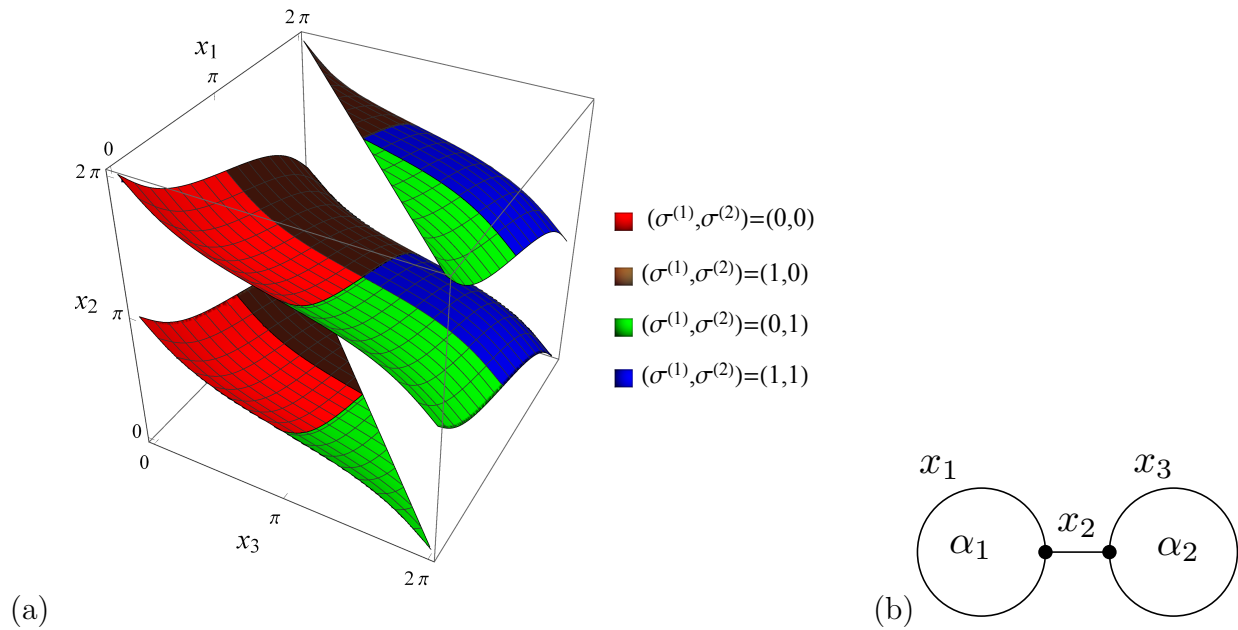 2 π
x₁
π
0
2 π
x₂
π
0
0
π
x₃
2 π
(σ⁽¹⁾,σ⁽²⁾)=(0,0)
(σ⁽¹⁾,σ⁽²⁾)=(1,0)
(σ⁽¹⁾,σ⁽²⁾)=(0,1)
(σ⁽¹⁾,σ⁽²⁾)=(1,1)
(a)
x₁
x₃
x₂
α₁
α₂
(b)